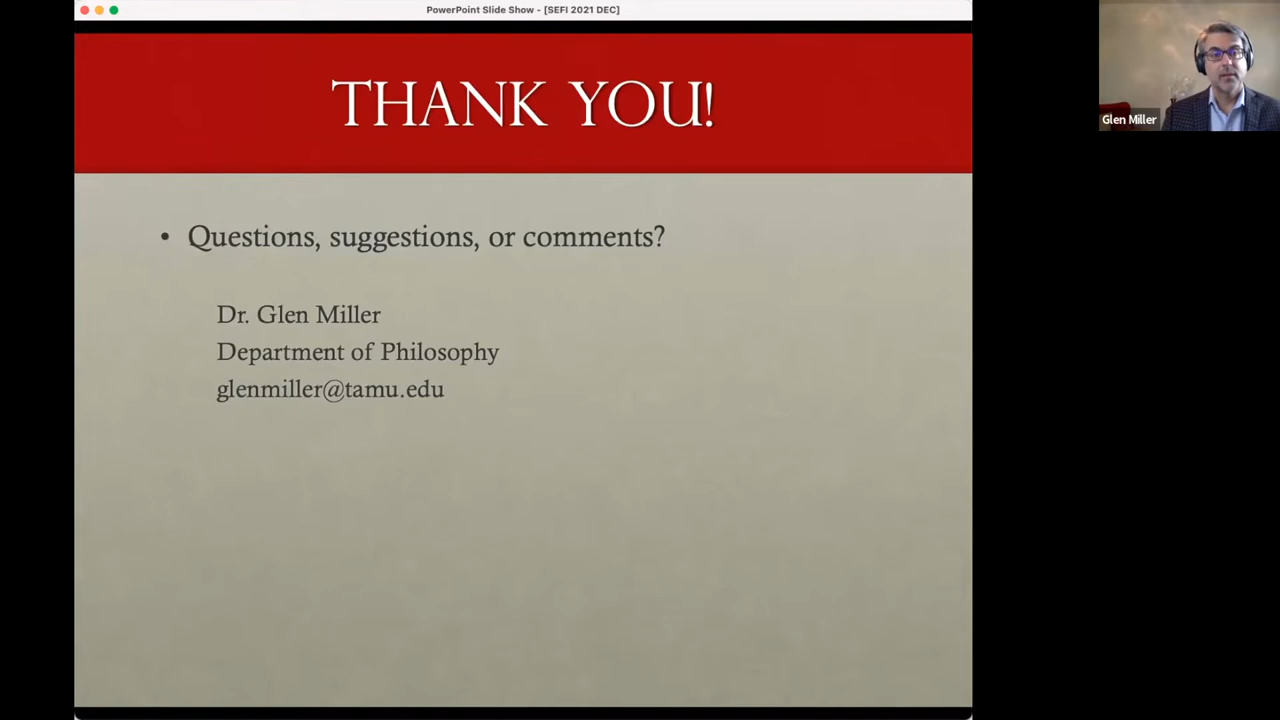 PowerPoint Slide Show - [SEFI 2021 DEC]
THANK YOU!
• Questions, suggestions, or comments?
Dr. Glen Miller
Department of Philosophy
glenmiller@tamu.edu
Glen Miller